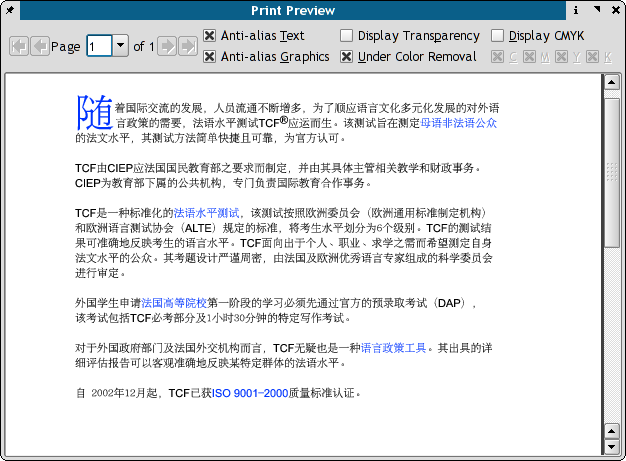 Print Preview
Page 1 of 1
Anti-alias Text Display Transparency Display CMYK
Anti-alias Graphics Under Color Removal C M Y K
随着国际交流的发展，人员流通不断增多，为了顺应语言文化多元化发展的对外语
言政策的需要，法语水平测试TCF®应运而生。该测试旨在测定母语非法语公众
的法文水平，其测试方法简单快捷且可靠，为官方认可。
TCF由CIEP应法国国民教育部之要求而制定，并由其具体主管相关教学和财政事务。
CIEP为教育部下属的公共机构，专门负责国际教育合作事务。
TCF是一种标准化的法语水平测试，该测试按照欧洲委员会（欧洲通用标准制定机构）
和欧洲语言测试协会（ALTE）规定的标准，将考生水平划分为6个级别。TCF的测试结
果可准确地反映考生的语言水平。TCF面向出于个人、职业、求学之需而希望测定自身
法文水平的公众。其考题设计严谨周密，由法国及欧洲优秀语言专家组成的科学委员会
进行审定。
外国学生申请法国高等院校第一阶段的学习必须先通过官方的预录取考试（DAP），
该考试包括TCF必考部分及1小时30分钟的特定写作考试。
对于外国政府部门及法国外交机构而言，TCF无疑也是一种语言政策工具。其出具的详
细评估报告可以客观准确地反映某特定群体的法语水平。
自 2002年12月起，TCF已获ISO 9001-2000质量标准认证。